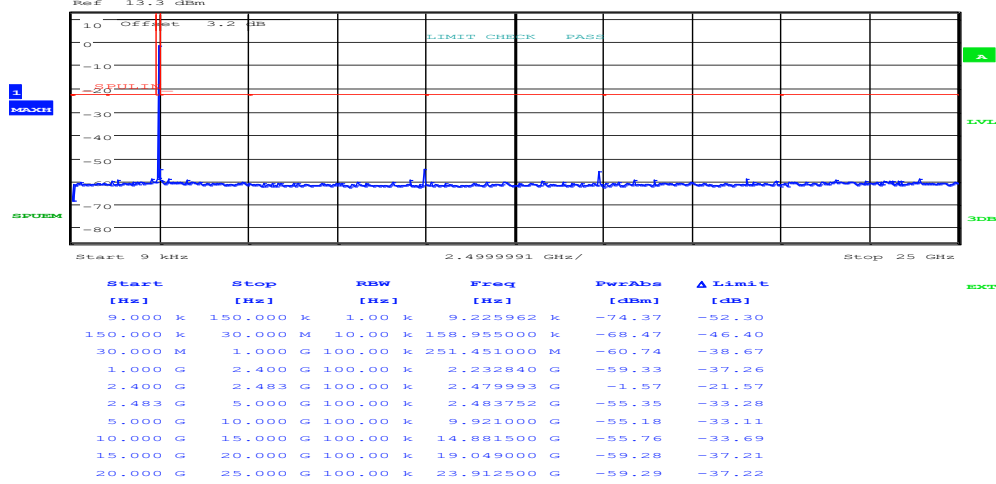 Ref 13.3 dBm
10 Offset 3.2 dB
LIMIT CHECK PASS
0
A
-10
1
SPULIM
-20
MAXH
-30
LVL
-40
-50
-60
-70
SPUEM
3DB
-80
Start 9 kHz 2.4999991 GHz/ Stop 25 GHz
Start Stop RBW Freq PwrAbs Δ Limit
EXT
[Hz] [Hz] [Hz] [Hz] [dBm] [dB]
9.000 k 150.000 k 1.00 k 9.225962 k -74.37 -52.30
150.000 k 30.000 M 10.00 k 158.955000 k -68.47 -46.40
30.000 M 1.000 G 100.00 k 251.451000 M -60.74 -38.67
1.000 G 2.400 G 100.00 k 2.232840 G -59.33 -37.26
2.400 G 2.483 G 100.00 k 2.479993 G -1.57 -21.57
2.483 G 5.000 G 100.00 k 2.483752 G -55.35 -33.28
5.000 G 10.000 G 100.00 k 9.921000 G -55.18 -33.11
10.000 G 15.000 G 100.00 k 14.881500 G -55.76 -33.69
15.000 G 20.000 G 100.00 k 19.049000 G -59.28 -37.21
20.000 G 25.000 G 100.00 k 23.912500 G -59.29 -37.22